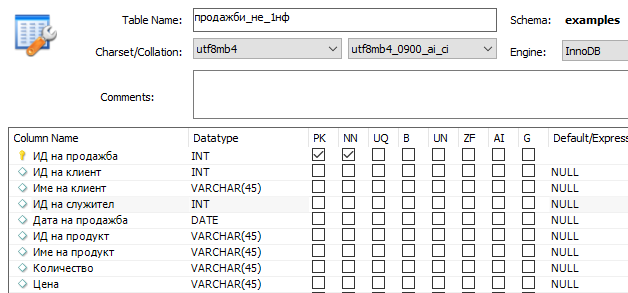 Table Name: продажби_не_1нф Schema: examples
Charset/Collation: utf8mb4 utf8mb4_0900_ai_ci Engine: InnoDB
Comments:
Column Name Datatype PK NN UQ B UN ZF AI G Default/Express
ИД на продажба INT
ИД на клиент INT NULL
Име на клиент VARCHAR(45) NULL
ИД на служител INT NULL
Дата на продажба DATE NULL
ИД на продукт VARCHAR(45) NULL
Име на продукт VARCHAR(45) NULL
Количество VARCHAR(45) NULL
Цена VARCHAR(45) NULL